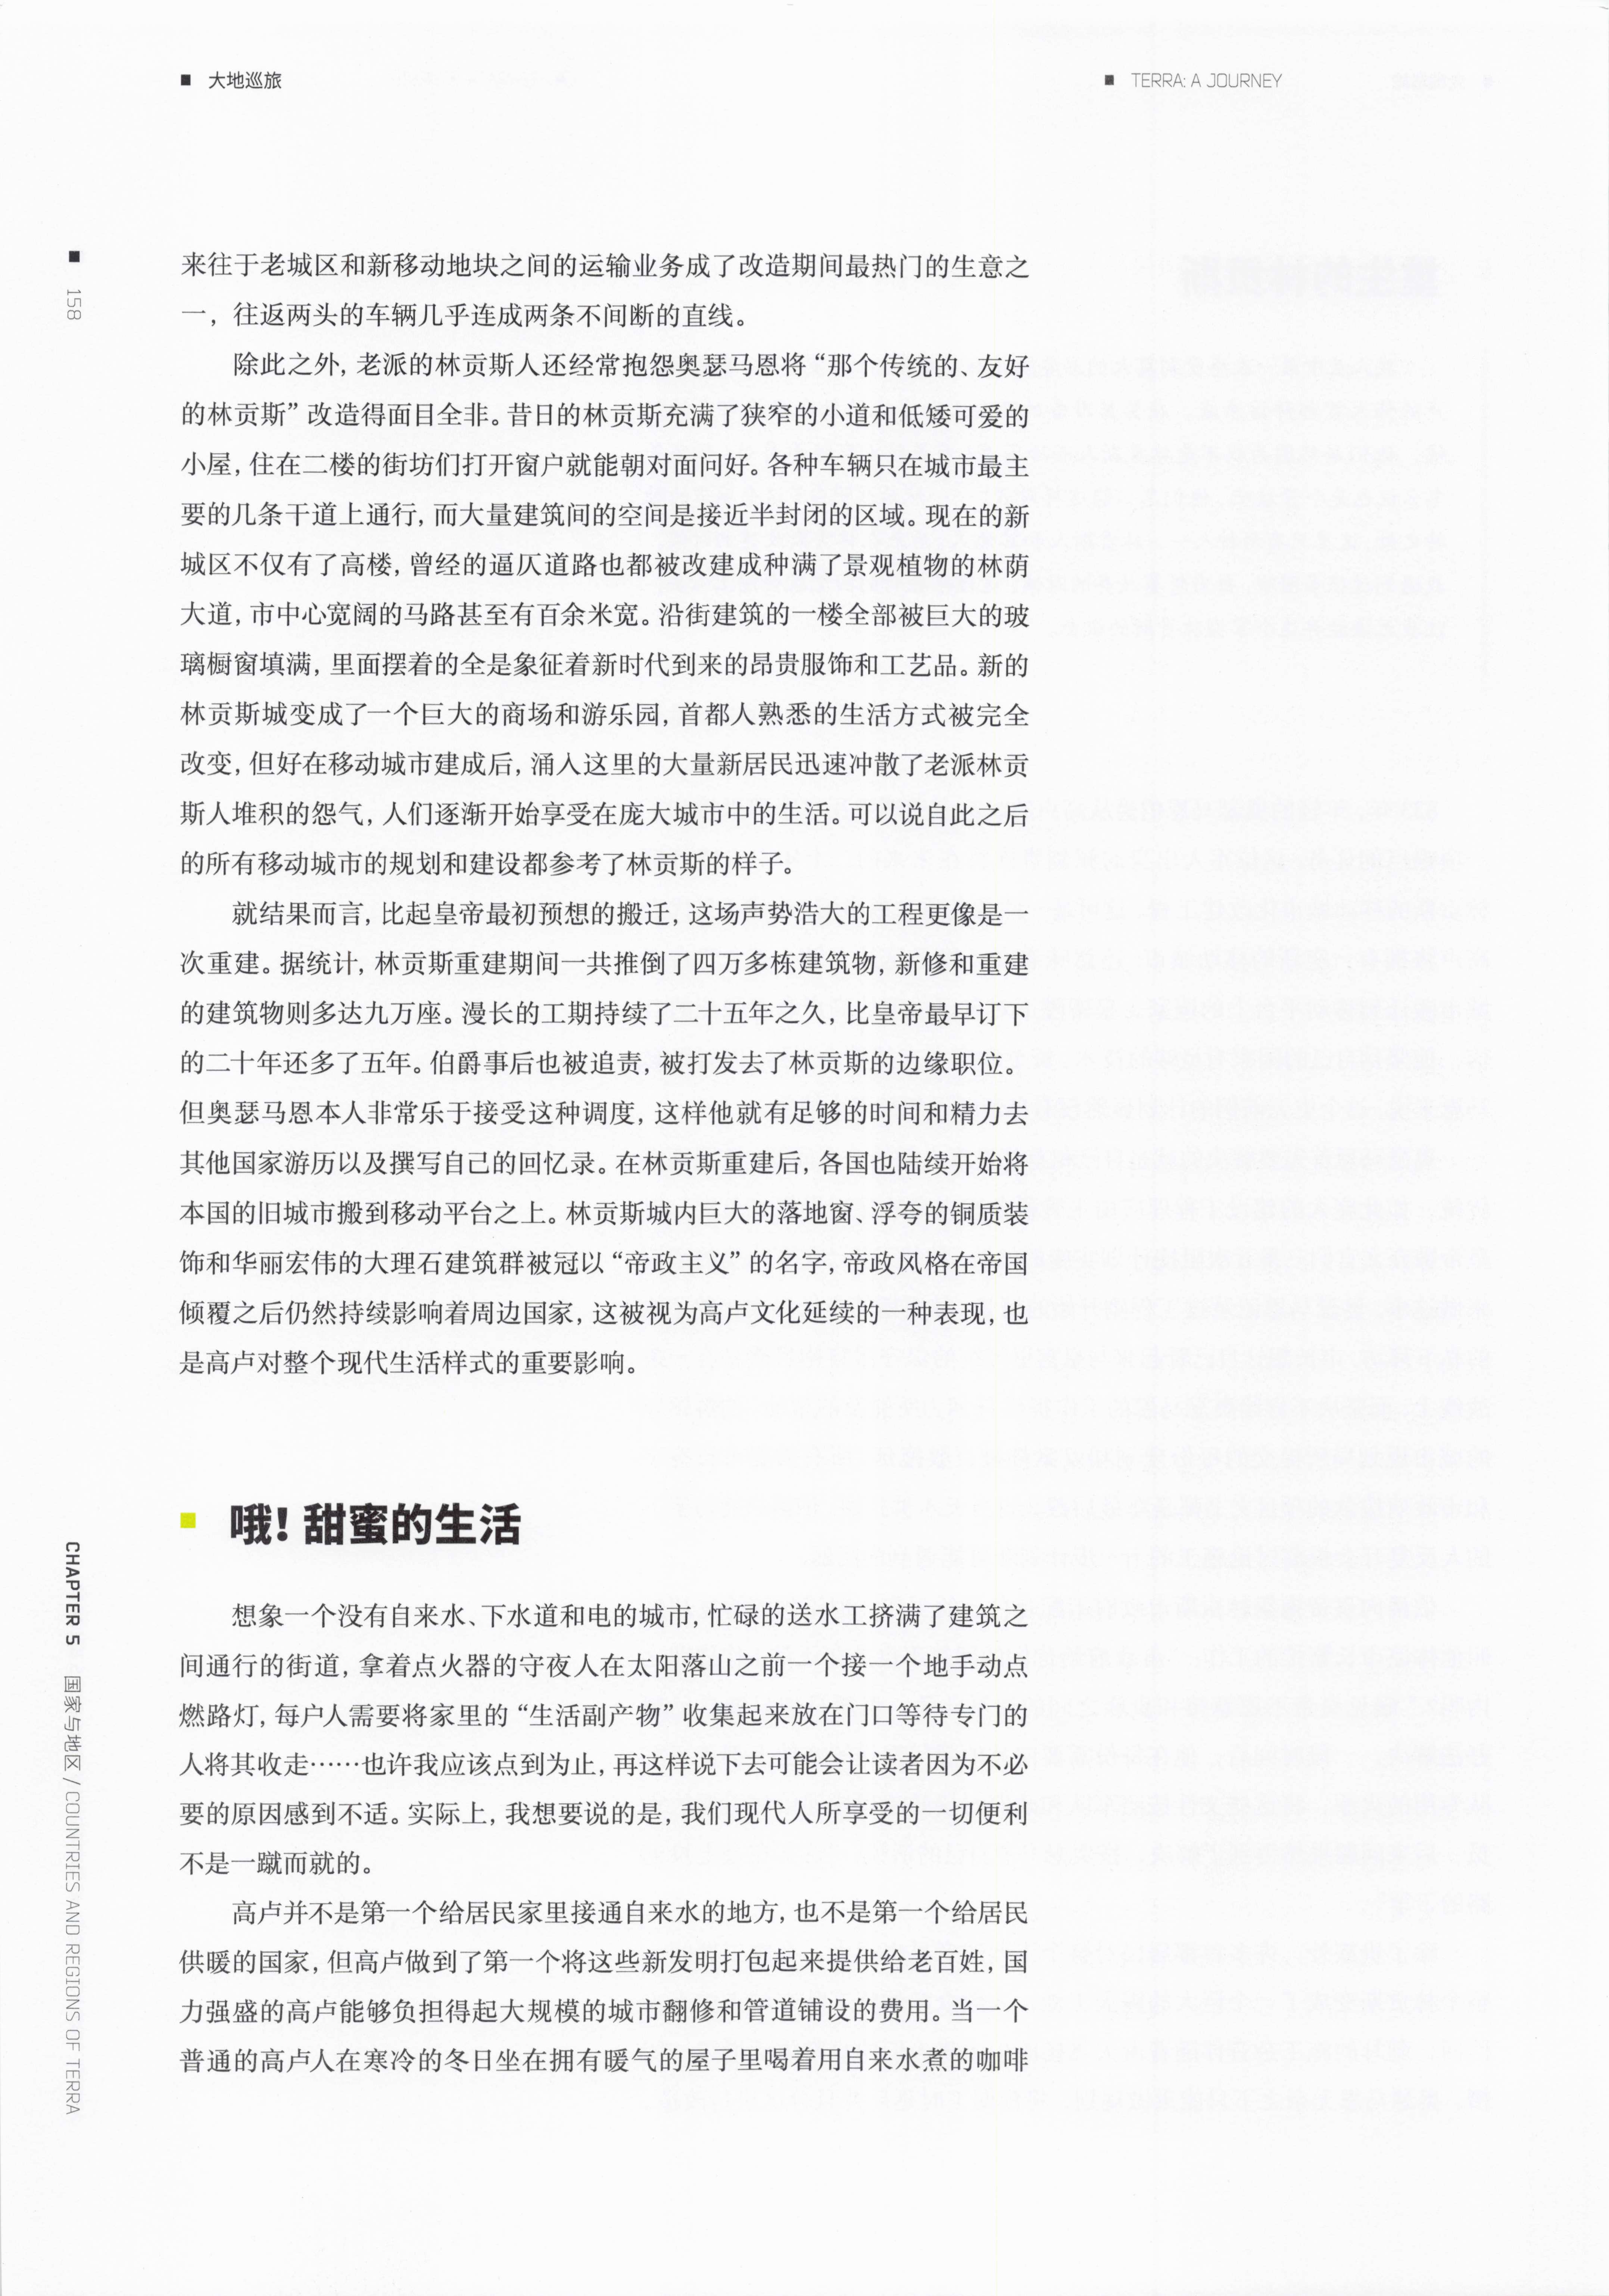 ■ 大地巡旅
■ TERRA: A JOURNEY
■ 158
来往于老城区和新移动地块之间的运输业务成了改造期间最热门的生意之
一，往返两头的车辆几乎连成两条不间断的直线。
除此之外，老派的林贡斯人还经常抱怨奥瑟马恩将“那个传统的、友好
的林贡斯”改造得面目全非。昔日的林贡斯充满了狭窄的小道和低矮可爱的
小屋，住在二楼的街坊们打开窗户就能朝对面问好。各种车辆只在城市最主
要的几条干道上通行，而大量建筑间的空间是接近半封闭的区域。现在的新
城区不仅有了高楼，曾经的逼仄道路也都被改建成种满了景观植物的林荫
大道，市中心宽阔的马路甚至有百余米宽。沿街建筑的一楼全部被巨大的玻
璃橱窗填满，里面摆着的全是象征着新时代到来的昂贵服饰和工艺品。新的
林贡斯城变成了一个巨大的商场和游乐园，首都人熟悉的生活方式被完全
改变，但好在移动城市建成后，涌入这里的大量新居民迅速冲散了老派林贡
斯人堆积的怨气，人们逐渐开始享受在庞大城市中的生活。可以说自此之后
的所有移动城市的规划和建设都参考了林贡斯的样子。
就结果而言，比起皇帝最初预想的搬迁，这场声势浩大的工程更像是一
次重建。据统计，林贡斯重建期间一共推倒了四万多栋建筑物，新修和重建
的建筑物则多达九万座。漫长的工期持续了二十五年之久，比皇帝最早订下
的二十年还多了五年。伯爵事后也被追责，被打发去了林贡斯的边缘职位。
但奥瑟马恩本人非常乐于接受这种调度，这样他就有足够的时间和精力去
其他国家游历以及撰写自己的回忆录。在林贡斯重建后，各国也陆续开始将
本国的旧城市搬到移动平台之上。林贡斯城内巨大的落地窗、浮夸的铜质装
饰和华丽宏伟的大理石建筑群被冠以“帝政主义”的名字，帝政风格在帝国
倾覆之后仍然持续影响着周边国家，这被视为高卢文化延续的一种表现，也
是高卢对整个现代生活样式的重要影响。
哦！甜蜜的生活
想象一个没有自来水、下水道和电的城市，忙碌的送水工挤满了建筑之
间通行的街道，拿着点火器的守夜人在太阳落山之前一个接一个地手动点
燃路灯，每户人需要将家里的“生活副产物”收集起来放在门口等待专门的
人将其收走……也许我应该点到为止，再这样说下去可能会让读者因为不必
要的原因感到不适。实际上，我想要说的是，我们现代人所享受的一切便利
不是一蹴而就的。
高卢并不是第一个给居民家里接通自来水的地方，也不是第一个给居民
供暖的国家，但高卢做到了第一个将这些新发明打包起来提供给老百姓，国
力强盛的高卢能够负担得起大规模的城市翻修和管道铺设的费用。当一个
普通的高卢人在寒冷的冬日坐在拥有暖气的屋子里喝着用自来水煮的咖啡
CHAPTER 5 国家与地区 / COUNTRIES AND REGIONS OF TERRA